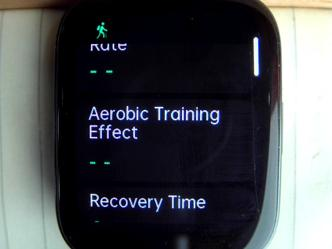 Rate
--
Aerobic Training
Effect
--
Recovery Time